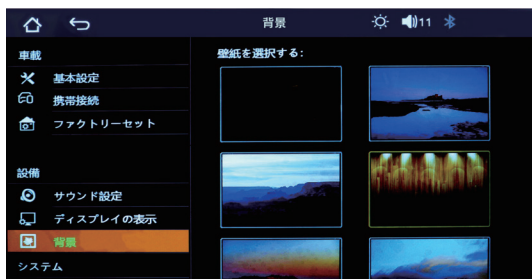 背景
11
車載
基本設定
携帯接続
ファクトリーセット
設備
サウンド設定
ディスプレイの表示
背景
システム
壁紙を選択する: